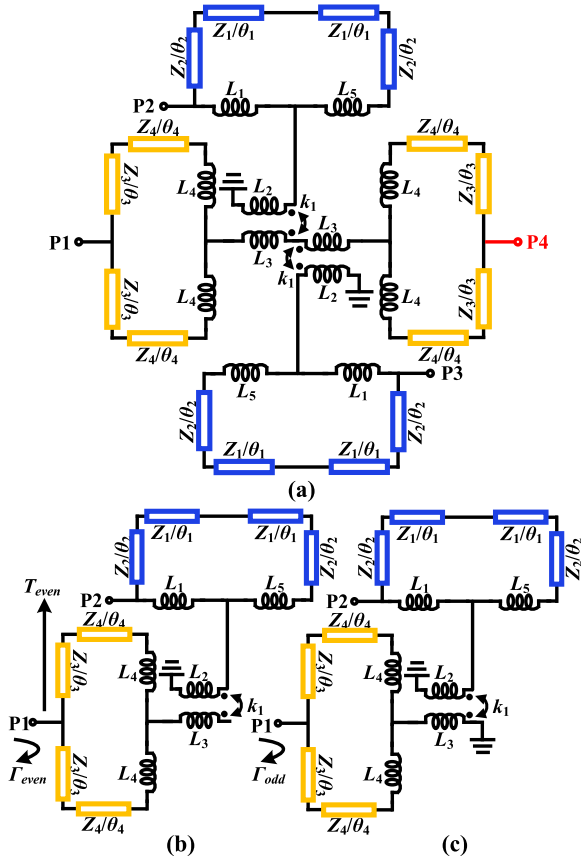 Z1/θ1 Z1/θ1
Z2/θ2 Z2/θ2
L1 L5
P2
Z4/θ4 Z4/θ4
Z3/θ3 L4 L2 k1 L4 Z3/θ3
P1 L3 L3 P4
k1 L2
Z3/θ3 L4 L4 Z3/θ3
Z4/θ4 Z4/θ4
P3
L5 L1
Z2/θ2 Z2/θ2
Z1/θ1 Z1/θ1
(a)
Z1/θ1 Z1/θ1 Z1/θ1 Z1/θ1
Z2/θ2 Z2/θ2 Z2/θ2 Z2/θ2
Teven L1 L5 L1 L5
P2 P2
Z4/θ4 Z4/θ4
Z3/θ3 L4 L2 Z3/θ3 L4 L2
P1 k1 P1 k1
L3 L3
Γeven Z3/θ3 L4 Γodd Z3/θ3 L4
Z4/θ4 Z4/θ4
(b) (c)